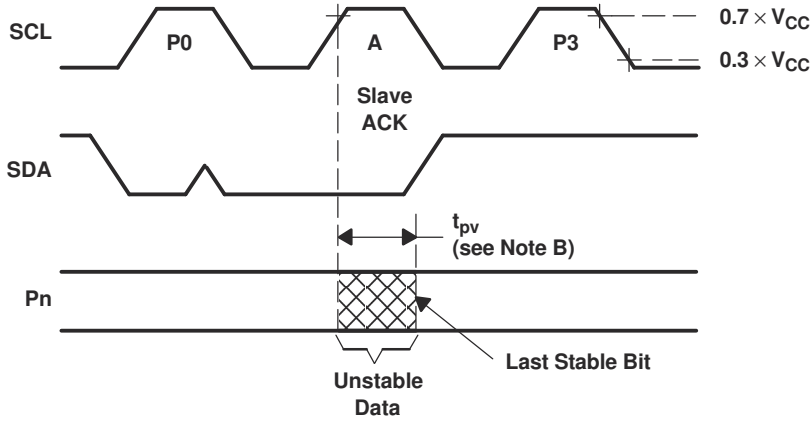 SCL
P0
A
P3
0.7 × VCC
0.3 × VCC
Slave
ACK
SDA
tpv
(see Note B)
Pn
Last Stable Bit
Unstable
Data